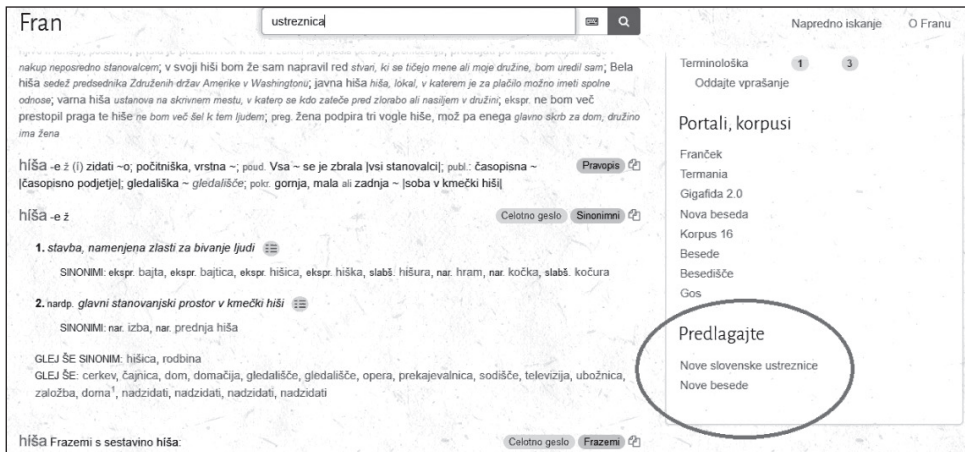 Fran
ustreznica
Napredno iskanje O Franu
nakup neposredno stanovalcem; v svoji hiši bom že sam napravil red stvari, ki se tičejo mene ali moje družine, bom uredil sam; Bela
hiša sedež predsednika Združenih držav Amerike v Washingtonu; javna hiša hiša, lokal, v katerem je za plačilo možno imeti spolne
odnose; varna hiša ustanova na skrivnem mestu, v katero se kdo zateče pred zlorabo ali nasiljem v družini; ekspr. ne bom več
prestopil praga te hiše ne bom več šel k tem ljudem; preg. žena podpira tri vogle hiše, mož pa enega glavno skrb za dom, družino
ima žena
híša -e ž (í) zidati ~o; počitniška, vrstna ~; poud. Vsa ~ se je zbrala |vsi stanovalci|; publ.: časopisna ~ Pravopis
|časopisno podjetje|; gledališka ~ gledališče; pokr. gornja, mala ali zadnja ~ |soba v kmečki hiši|
híša -e ž Celotno geslo Sinonimni
1. stavba, namenjena zlasti za bivanje ljudi
SINONIMI: ekspr. bajta, ekspr. bajtica, ekspr. hišica, ekspr. hiška, slabš. hišura, nar. hram, nar. kočka, slabš. kočura
2. nardp. glavni stanovanjski prostor v kmečki hiši
SINONIMI: nar. izba, nar. prednja hiša
GLEJ ŠE SINONIM: hišica, rodbina
GLEJ ŠE: cerkev, čajnica, dom, domačija, gledališče, gledališče, opera, prekajevalnica, sodišče, televizija, ubožnica,
založba, doma1, nadzidati, nadzidati, nadzidati, nadzidati
híša Frazemi s sestavino híša: Celotno geslo Frazemi
Terminološka 1 3
Oddajte vprašanje
Portali, korpusi
Franček
Termania
Gigafida 2.0
Nova beseda
Korpus 16
Besede
Besedišče
Gos
Predlagajte
Nove slovenske ustreznice
Nove besede